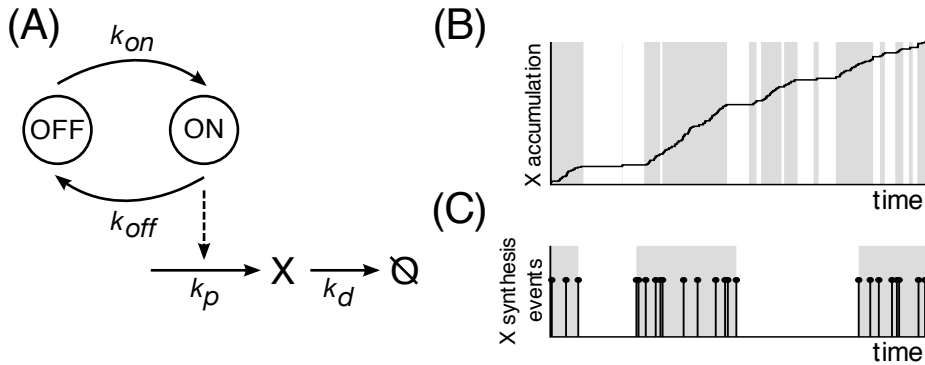 (A)
k_on
OFF
ON
k_off
k_p
X
k_d
Ø
(B)
X accumulation
time
(C)
X synthesis
events
time